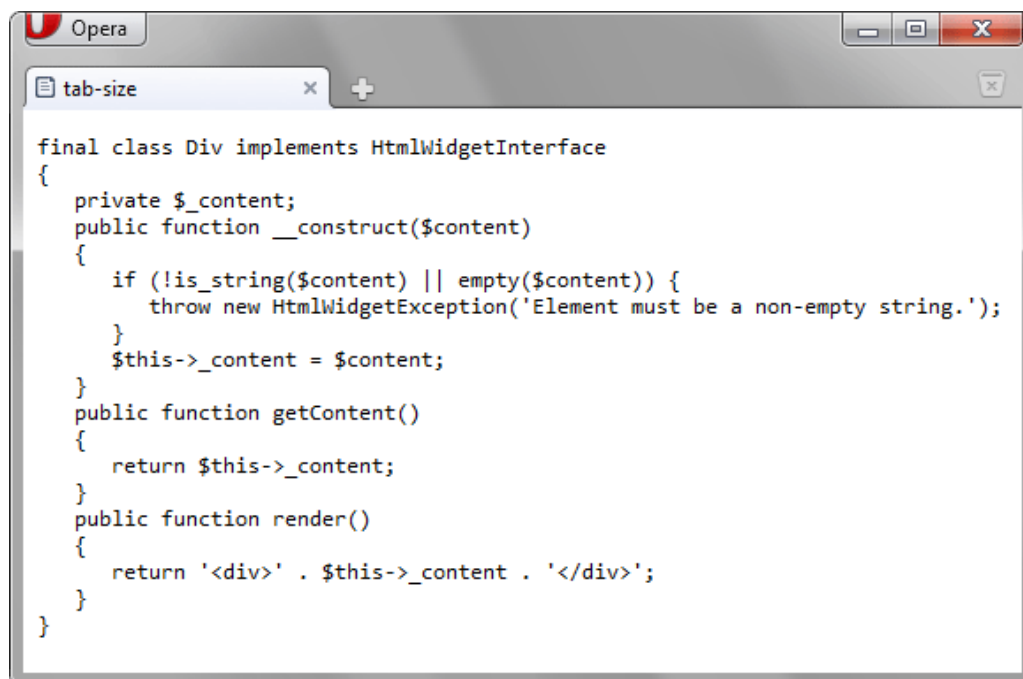 Opera
tab-size
final class Div implements HtmlWidgetInterface
{
   private $_content;
   public function __construct($content)
   {
      if (!is_string($content) || empty($content)) {
         throw new HtmlWidgetException('Element must be a non-empty string.');
      }
      $this->_content = $content;
   }
   public function getContent()
   {
      return $this->_content;
   }
   public function render()
   {
      return '<div>' . $this->_content . '</div>';
   }
}